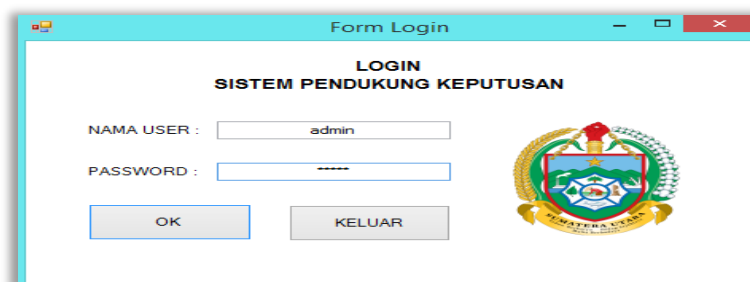 Form Login
LOGIN
SISTEM PENDUKUNG KEPUTUSAN
NAMA USER : admin
PASSWORD : *****
OK KELUAR
SUMATERA UTARA